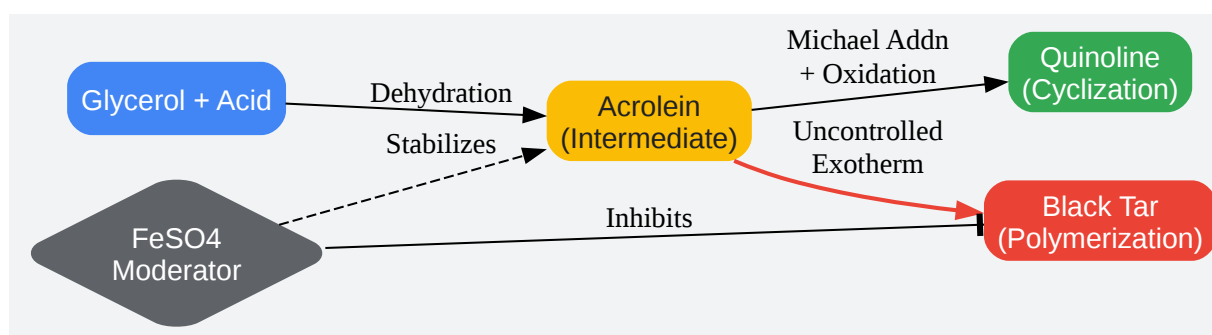 Glycerol + Acid
Dehydration
Acrolein
(Intermediate)
Michael Addn
+ Oxidation
Quinoline
(Cyclization)
Stabilizes
Uncontrolled
Exotherm
FeSO4
Moderator
Inhibits
Black Tar
(Polymerization)